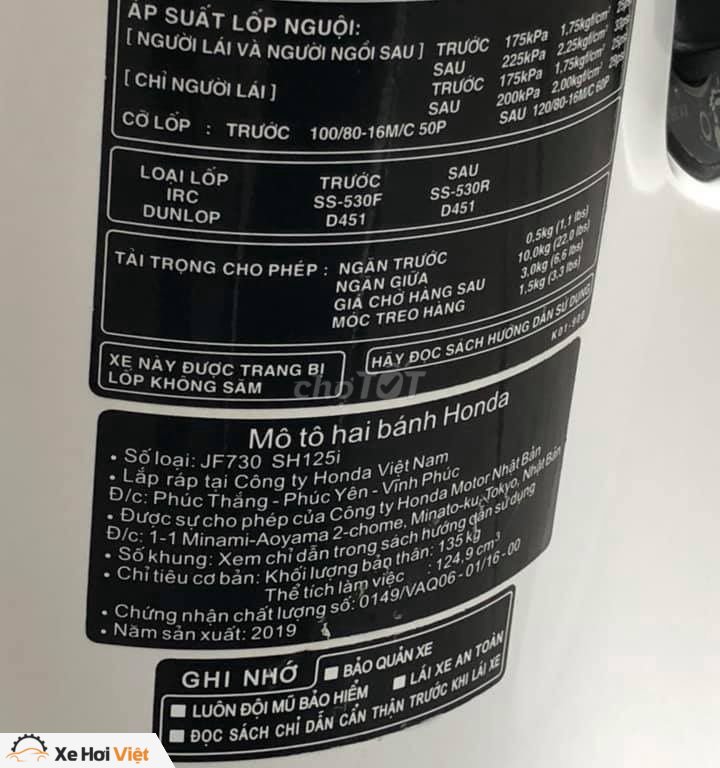 ÁP SUẤT LỐP NGUỘI:
[ NGƯỜI LÁI VÀ NGƯỜI NGỒI SAU ] TRƯỚC 175kPa 1.75kgf/cm²
SAU 225kPa 2.25kgf/cm² 33psi
[ CHỈ NGƯỜI LÁI ] TRƯỚC 175kPa 1.75kgf/cm² 25psi
SAU 200kPa 2.00kgf/cm² 29psi
CỠ LỐP : TRƯỚC 100/80-16M/C 50P SAU 120/80-16M/C 60P
LOẠI LỐP TRƯỚC SAU
IRC SS-530F SS-530R
DUNLOP D451 D451
TẢI TRỌNG CHO PHÉP : NGĂN TRƯỚC 0.5kg (1.1 lbs)
NGĂN GIỮA 10.0kg (22.0 lbs)
GIÁ CHỞ HÀNG SAU 3.0kg (6.6 lbs)
MÓC TREO HÀNG 1.5kg (3.3 lbs)
XE NÀY ĐƯỢC TRANG BỊ
LỐP KHÔNG SĂM
HÃY ĐỌC SÁCH HƯỚNG DẪN SỬ DỤNG
chợTỐT
Mô tô hai bánh Honda
• Số loại: JF730 SH125i
• Lắp ráp tại Công ty Honda Việt Nam
Đ/c: Phúc Thắng - Phúc Yên - Vĩnh Phúc
• Được sự cho phép của Công ty Honda Motor Nhật Bản
Đ/c: 1-1 Minami-Aoyama 2-chome, Minato-ku, Tokyo, Nhật Bản
• Số khung: Xem chỉ dẫn trong sách hướng dẫn sử dụng
• Chỉ tiêu cơ bản: Khối lượng bản thân: 135 kg
Thể tích làm việc : 124,9 cm³
• Chứng nhận chất lượng số: 0149/VAQ06 - 01/16 - 00
• Năm sản xuất: 2019
GHI NHỚ
■ BẢO QUẢN XE
■ LUÔN ĐỘI MŨ BẢO HIỂM ■ LÁI XE AN TOÀN
■ ĐỌC SÁCH CHỈ DẪN CẨN THẬN TRƯỚC KHI LÁI XE
Xe Hơi Việt